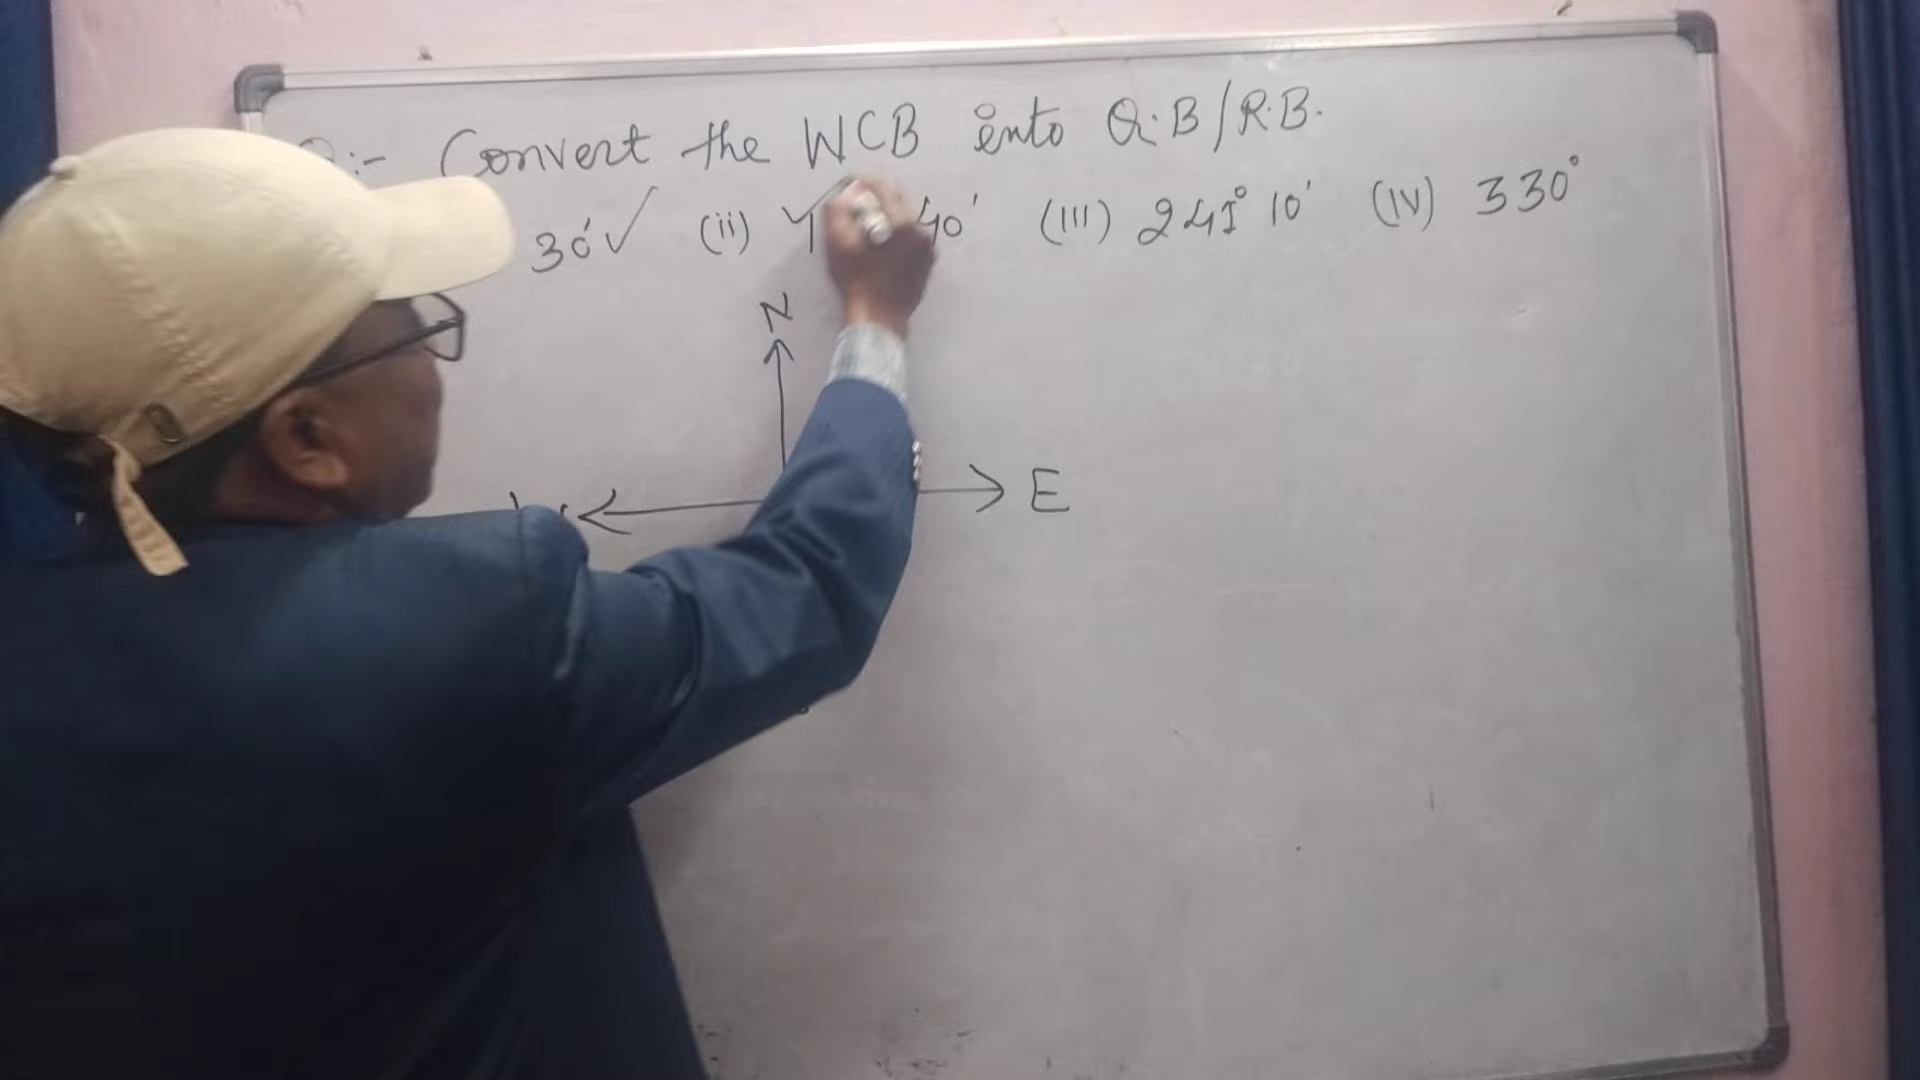 :- Convert the WCB into Q.B/R.B.
30' ✓ (ii) 40' (III) 241° 10' (IV) 330°
N
E